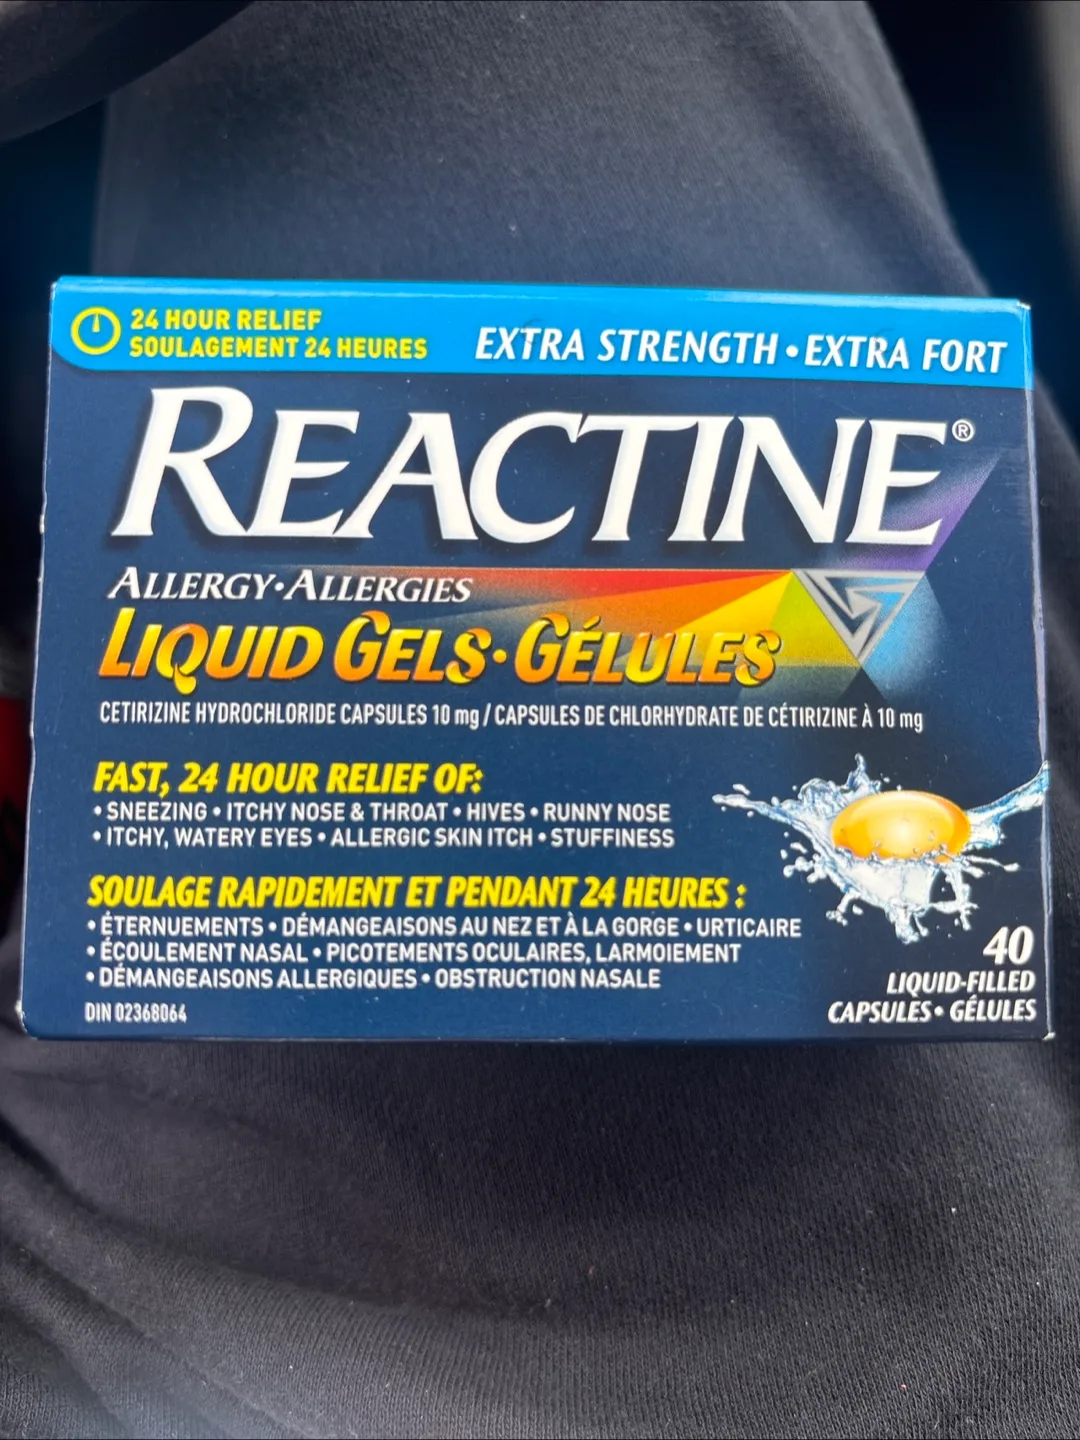 24 HOUR RELIEF
SOULAGEMENT 24 HEURES
EXTRA STRENGTH • EXTRA FORT
REACTINE®
ALLERGY • ALLERGIES
LIQUID GELS • GÉLULES
CETIRIZINE HYDROCHLORIDE CAPSULES 10 mg / CAPSULES DE CHLORHYDRATE DE CÉTIRIZINE À 10 mg
FAST, 24 HOUR RELIEF OF:
• SNEEZING • ITCHY NOSE & THROAT • HIVES • RUNNY NOSE
• ITCHY, WATERY EYES • ALLERGIC SKIN ITCH • STUFFINESS
SOULAGE RAPIDEMENT ET PENDANT 24 HEURES :
• ÉTERNUEMENTS • DÉMANGEAISONS AU NEZ ET À LA GORGE • URTICAIRE
• ÉCOULEMENT NASAL • PICOTEMENTS OCULAIRES, LARMOIEMENT
• DÉMANGEAISONS ALLERGIQUES • OBSTRUCTION NASALE
DIN 02368064
40
LIQUID-FILLED
CAPSULES • GÉLULES